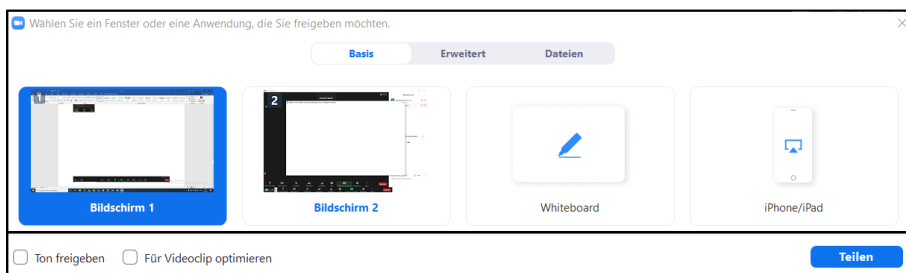 Wählen Sie ein Fenster oder eine Anwendung, die Sie freigeben möchten.
Basis Erweitert Dateien
1 2
Bildschirm 1 Bildschirm 2 Whiteboard iPhone/iPad
Ton freigeben Für Videoclip optimieren Teilen